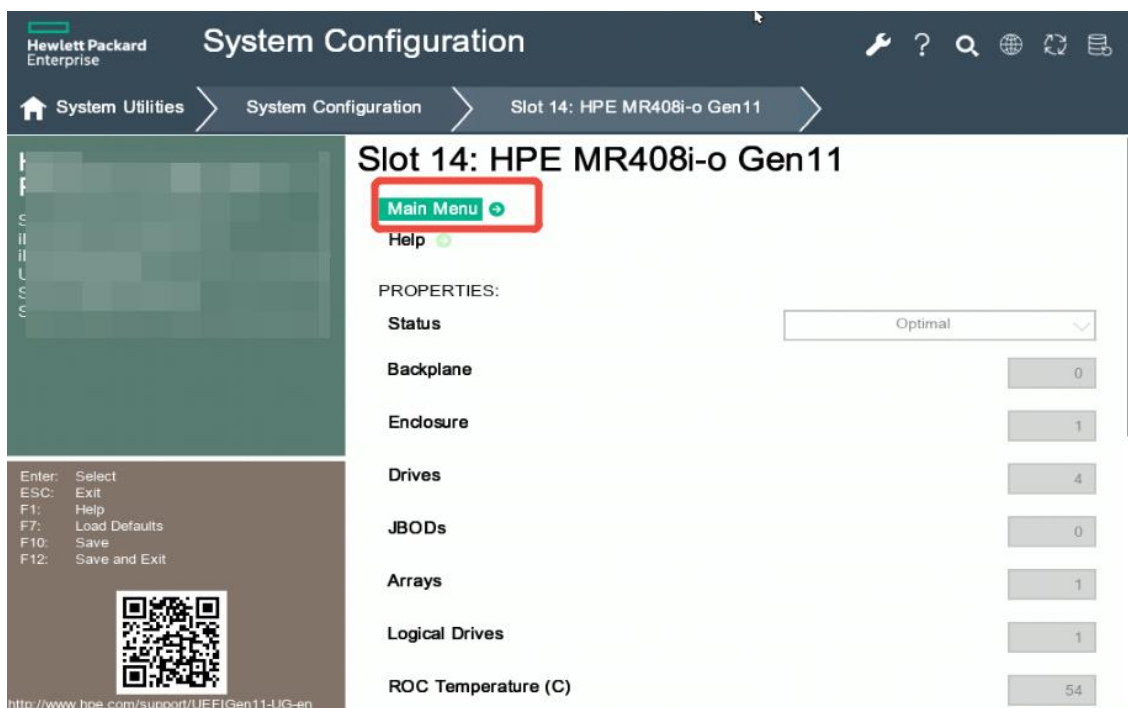 Hewlett Packard
Enterprise
System Configuration
System Utilities
System Configuration
Slot 14: HPE MR408i-o Gen11
Slot 14: HPE MR408i-o Gen11
Main Menu
Help
PROPERTIES:
Status Optimal
Backplane 0
Enclosure 1
Drives 4
JBODs 0
Arrays 1
Logical Drives 1
ROC Temperature (C) 54
Enter: Select
ESC: Exit
F1: Help
F7: Load Defaults
F10: Save
F12: Save and Exit
http://www.hpe.com/support/UEFIGen11-UG-en